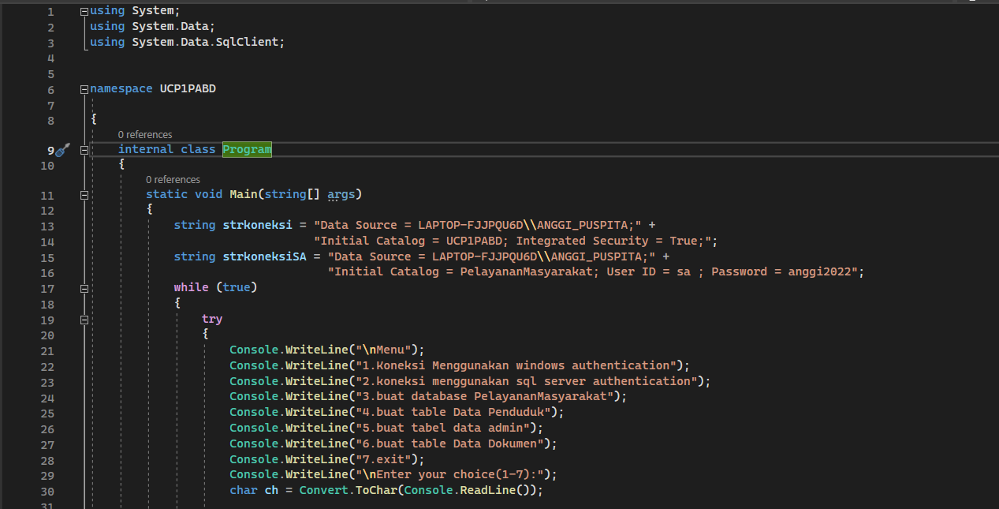 1 using System;
2 using System.Data;
3 using System.Data.SqlClient;
4
5
6 namespace UCP1PABD
7
8 {
0 references
9 internal class Program
10 {
0 references
11 static void Main(string[] args)
12 {
13 string strkoneksi = "Data Source = LAPTOP-FJJPQU6D\\ANGGI_PUSPITA;" +
14 "Initial Catalog = UCP1PABD; Integrated Security = True;";
15 string strkoneksiSA = "Data Source = LAPTOP-FJJPQU6D\\ANGGI_PUSPITA;" +
16 "Initial Catalog = PelayananMasyarakat; User ID = sa ; Password = anggi2022";
17 while (true)
18 {
19 try
20 {
21 Console.WriteLine("\nMenu");
22 Console.WriteLine("1.Koneksi Menggunakan windows authentication");
23 Console.WriteLine("2.koneksi menggunakan sql server authentication");
24 Console.WriteLine("3.buat database PelayananMasyarakat");
25 Console.WriteLine("4.buat table Data Penduduk");
26 Console.WriteLine("5.buat tabel data admin");
27 Console.WriteLine("6.buat table Data Dokumen");
28 Console.WriteLine("7.exit");
29 Console.WriteLine("\nEnter your choice(1-7):");
30 char ch = Convert.ToChar(Console.ReadLine());
31